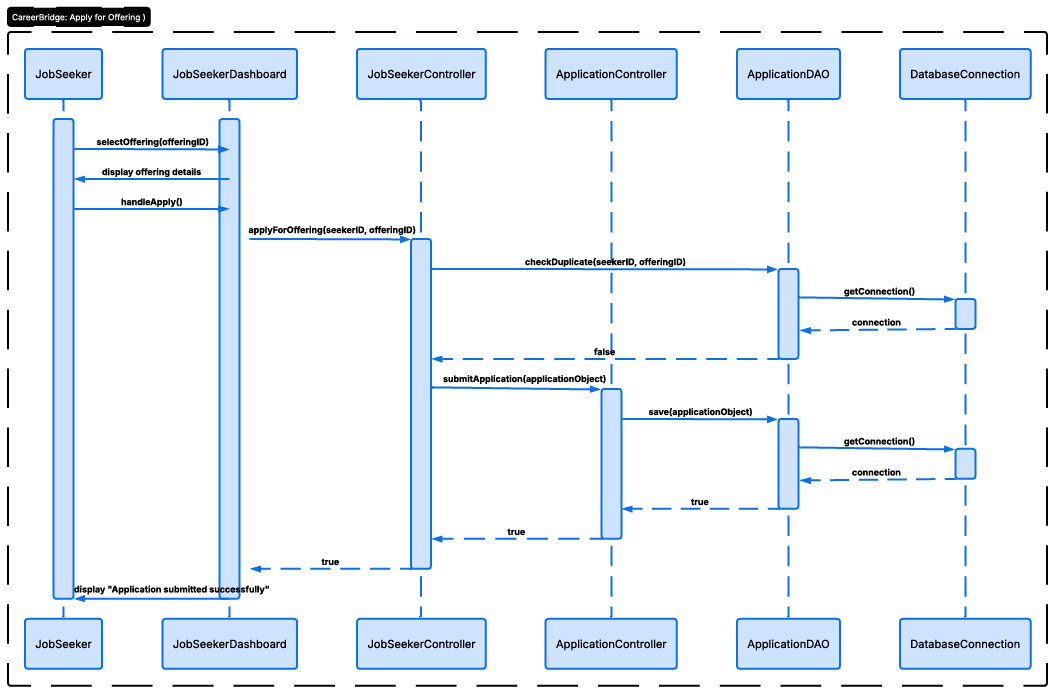 CareerBridge: Apply for Offering )
JobSeeker
JobSeekerDashboard
JobSeekerController
ApplicationController
ApplicationDAO
DatabaseConnection
selectOffering(offeringID)
display offering details
handleApply()
applyForOffering(seekerID, offeringID)
checkDuplicate(seekerID, offeringID)
getConnection()
connection
false
submitApplication(applicationObject)
save(applicationObject)
getConnection()
connection
true
true
true
display "Application submitted successfully"
JobSeeker
JobSeekerDashboard
JobSeekerController
ApplicationController
ApplicationDAO
DatabaseConnection